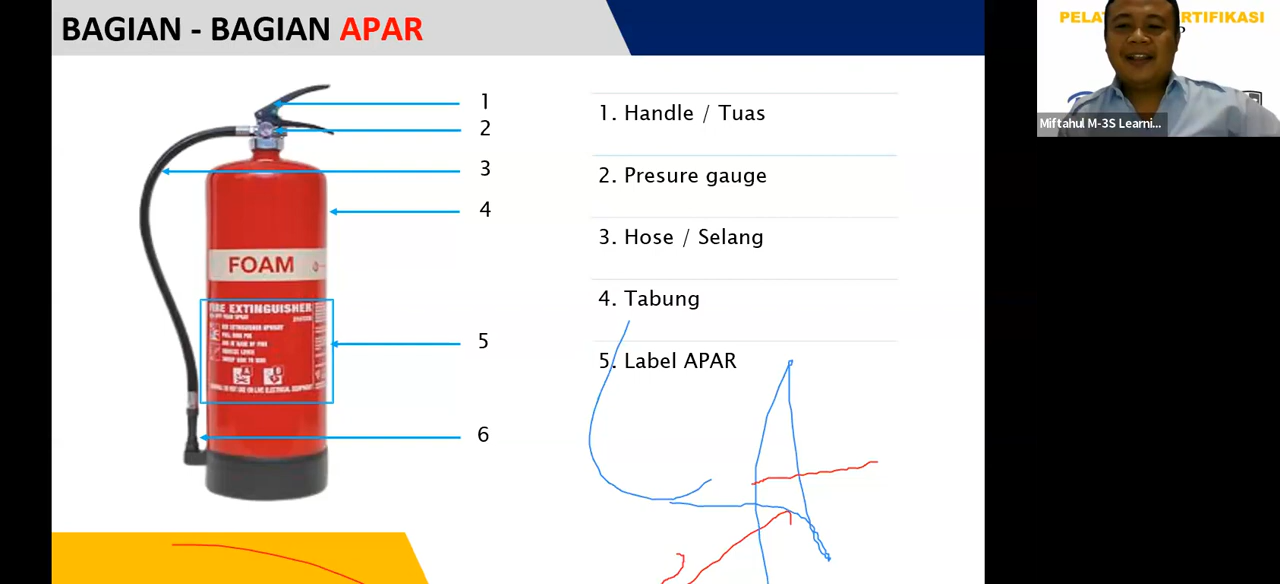 BAGIAN - BAGIAN APAR
1
2
3
4
5
6
FOAM
FIRE EXTINGUISHER
1. Handle / Tuas
2. Presure gauge
3. Hose / Selang
4. Tabung
5. Label APAR
Miftahul M-3S Learni...